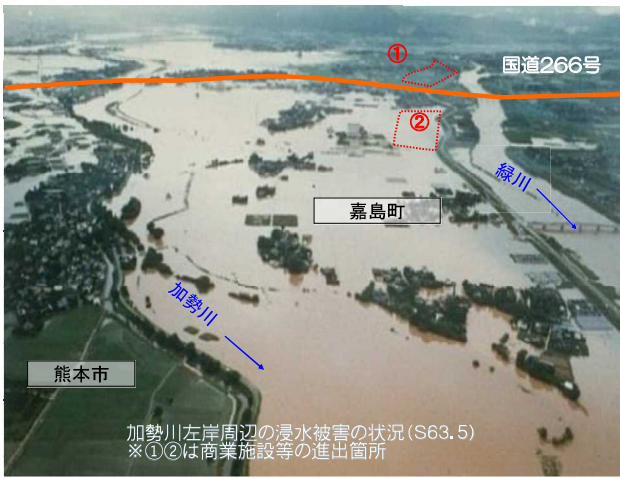 ①
国道266号
②
緑川
嘉島町
加勢川
熊本市
加勢川左岸周辺の浸水被害の状況(S63.5)
※①②は商業施設等の進出箇所